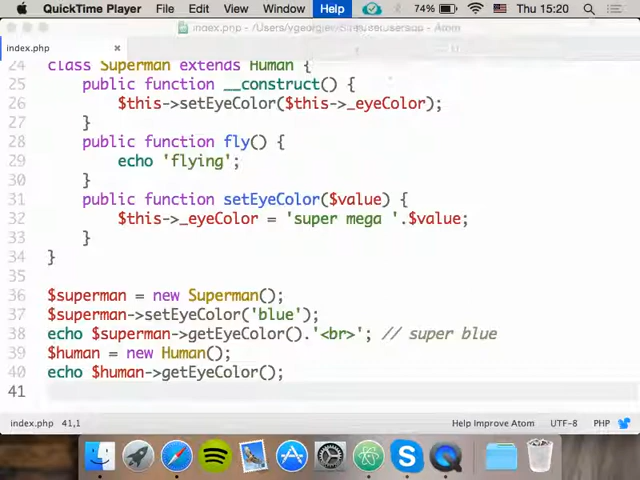 QuickTime Player File Edit View Window Help 74% Thu 15:20
index.php
24 class Superman extends Human {
25 public function __construct() {
26 $this->setEyeColor($this->_eyeColor);
27 }
28 public function fly() {
29 echo 'flying';
30 }
31 public function setEyeColor($value) {
32 $this->_eyeColor = 'super mega '.$value;
33 }
34 }
35
36 $superman = new Superman();
37 $superman->setEyeColor('blue');
38 echo $superman->getEyeColor().'<br>'; // super blue
39 $human = new Human();
40 echo $human->getEyeColor();
41
index.php 41,1 Help Improve Atom UTF-8 PHP